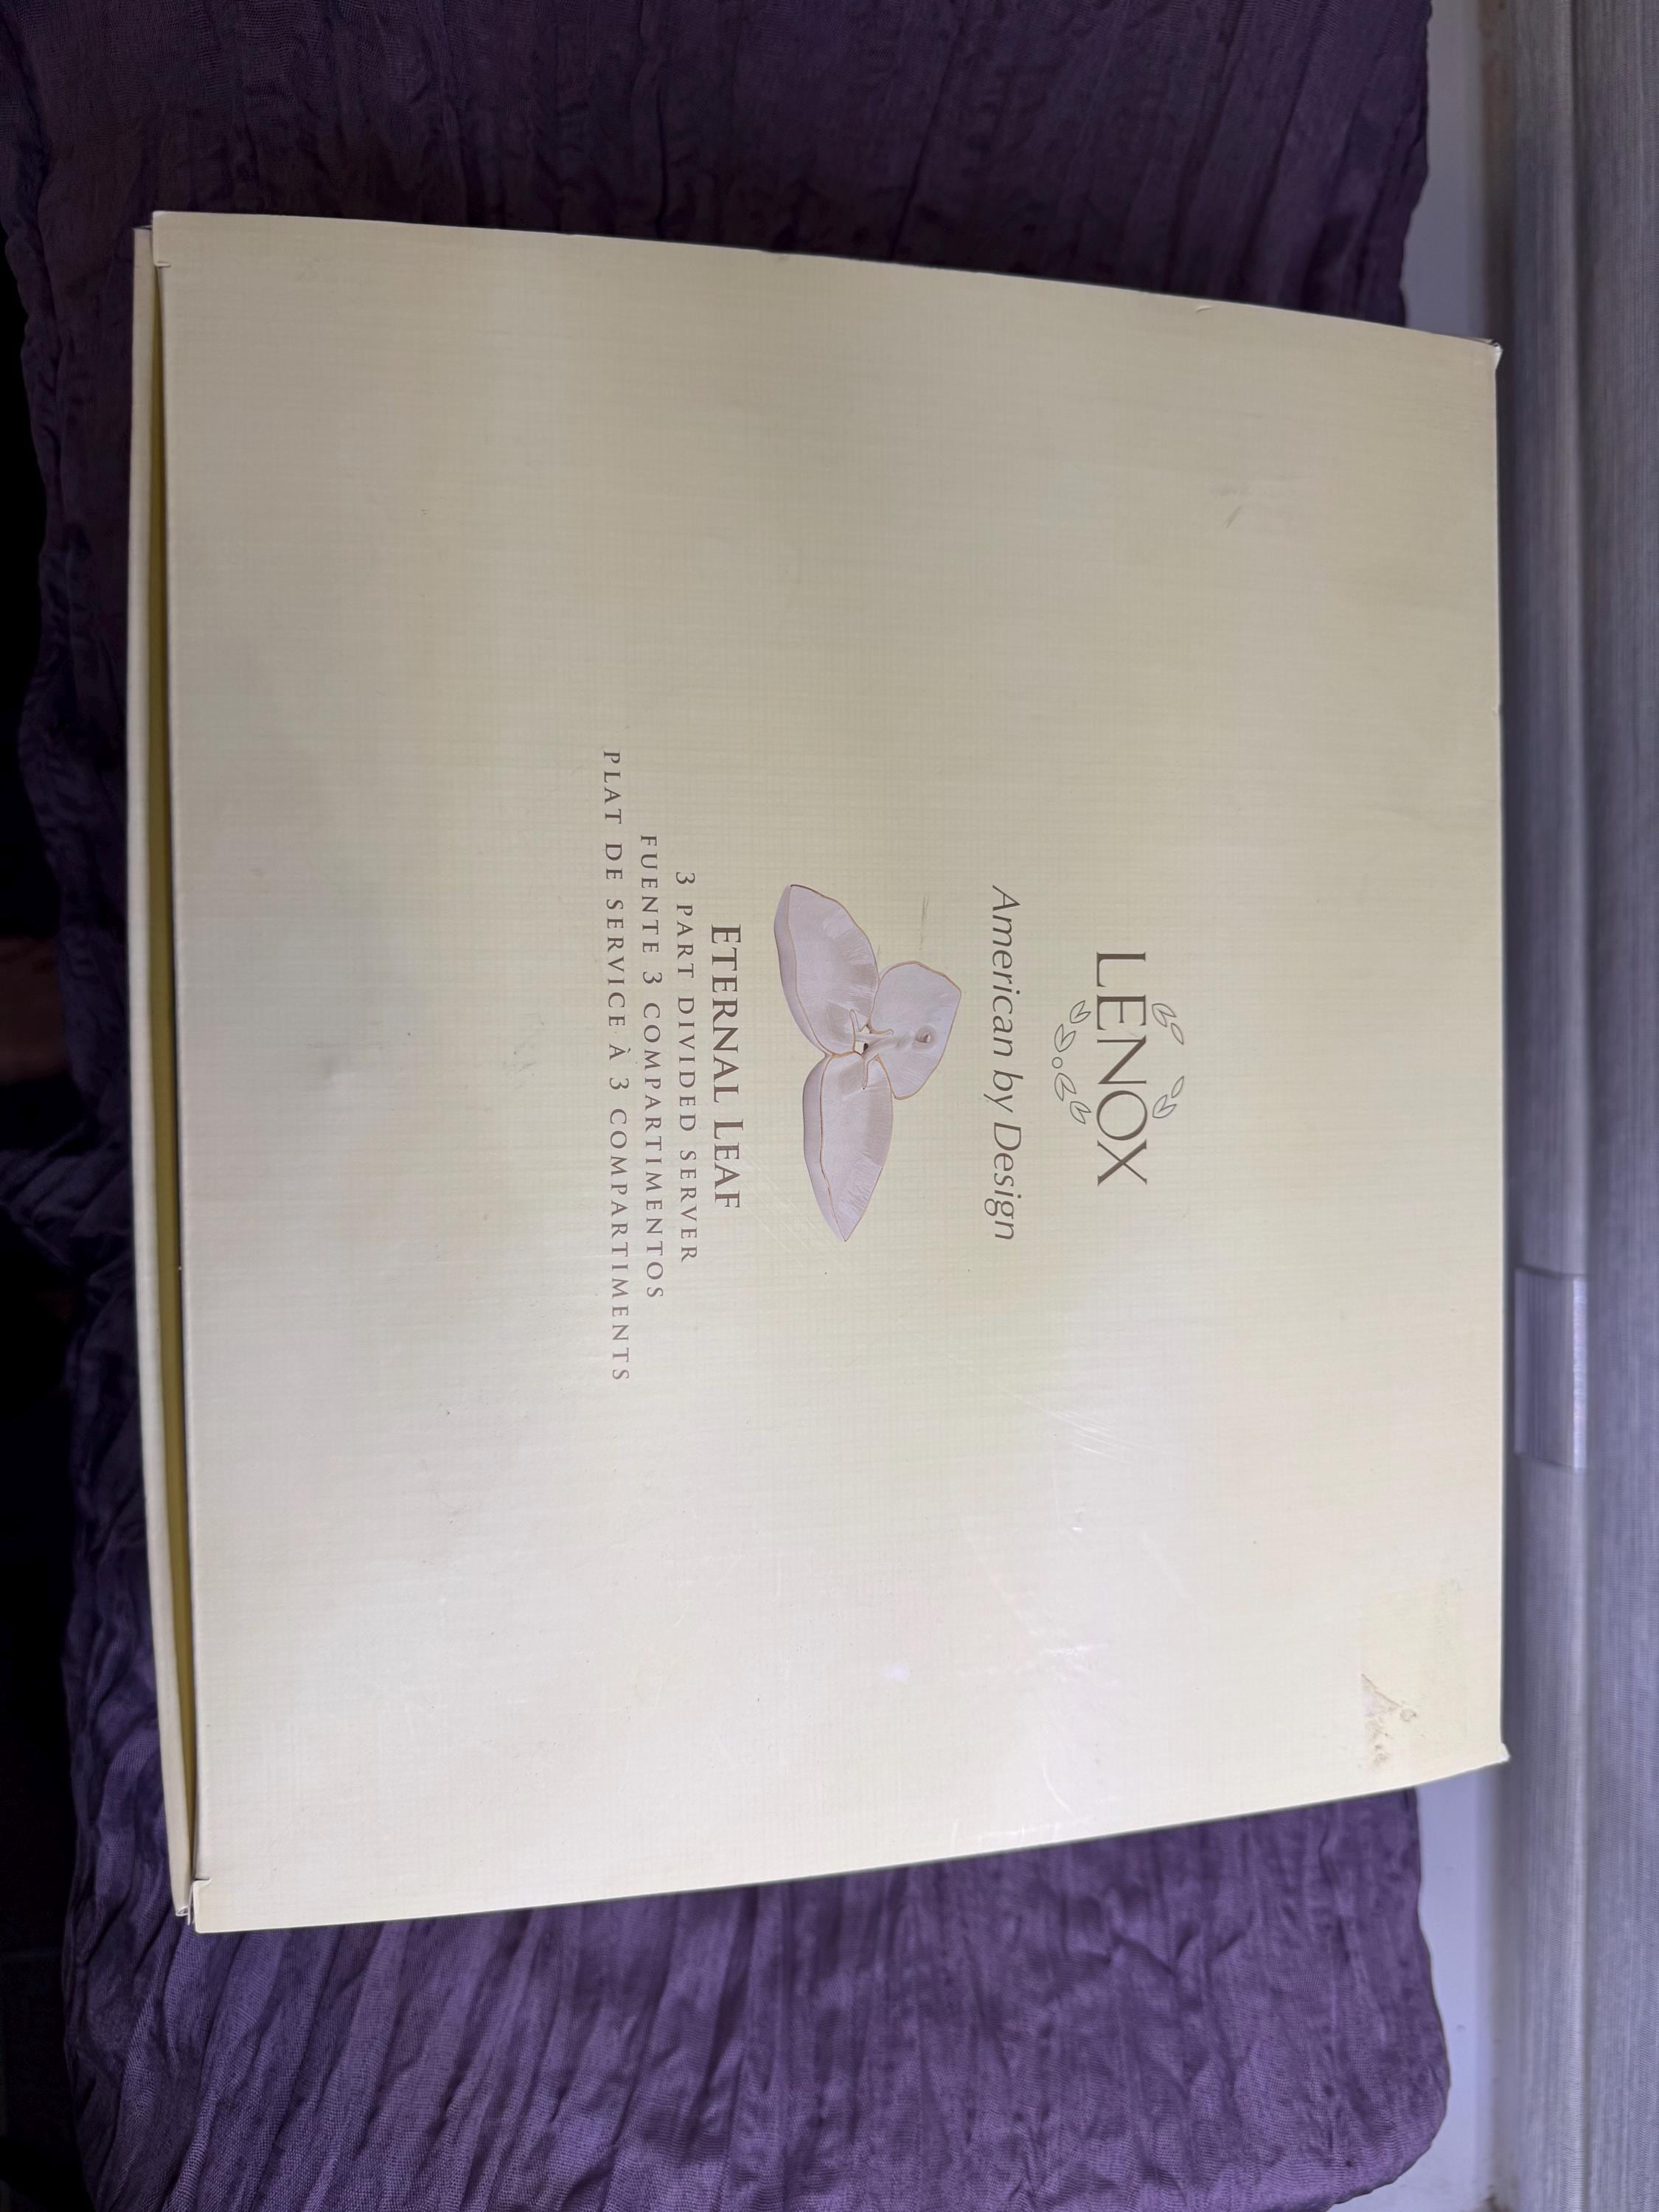 LENOX
American by Design
ETERNAL LEAF
3 PART DIVIDED SERVER
FUENTE 3 COMPARTIMENTOS
PLAT DE SERVICE À 3 COMPARTIMENTS